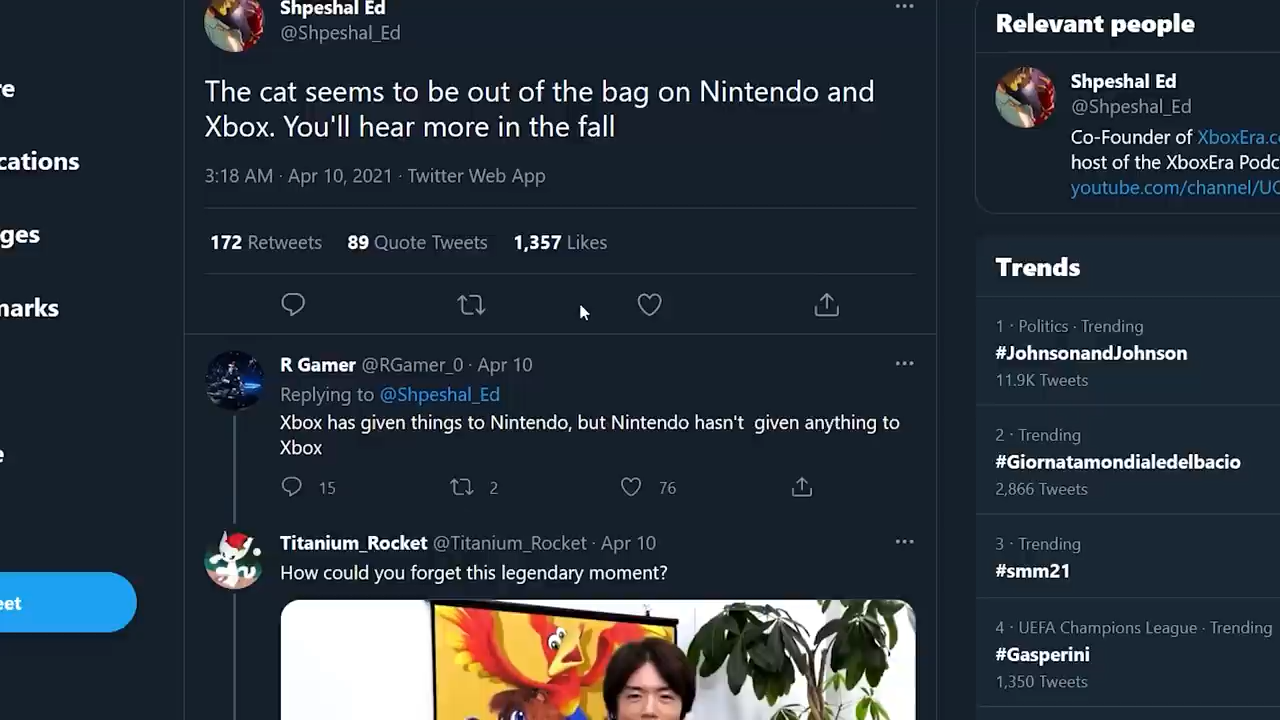 re
cations
ges
marks
e
eet
Shpeshal Ed
@Shpeshal_Ed
The cat seems to be out of the bag on Nintendo and
Xbox. You'll hear more in the fall
3:18 AM · Apr 10, 2021 · Twitter Web App
172 Retweets 89 Quote Tweets 1,357 Likes
R Gamer @RGamer_0 · Apr 10
Replying to @Shpeshal_Ed
Xbox has given things to Nintendo, but Nintendo hasn't given anything to
Xbox
15 2 76
Titanium_Rocket @Titanium_Rocket · Apr 10
How could you forget this legendary moment?
Relevant people
Shpeshal Ed
@Shpeshal_Ed
Co-Founder of XboxEra.c
host of the XboxEra Podc
youtube.com/channel/UC
Trends
1 · Politics · Trending
#JohnsonandJohnson
11.9K Tweets
2 · Trending
#Giornatamondialedelbacio
2,866 Tweets
3 · Trending
#smm21
4 · UEFA Champions League · Trending
#Gasperini
1,350 Tweets